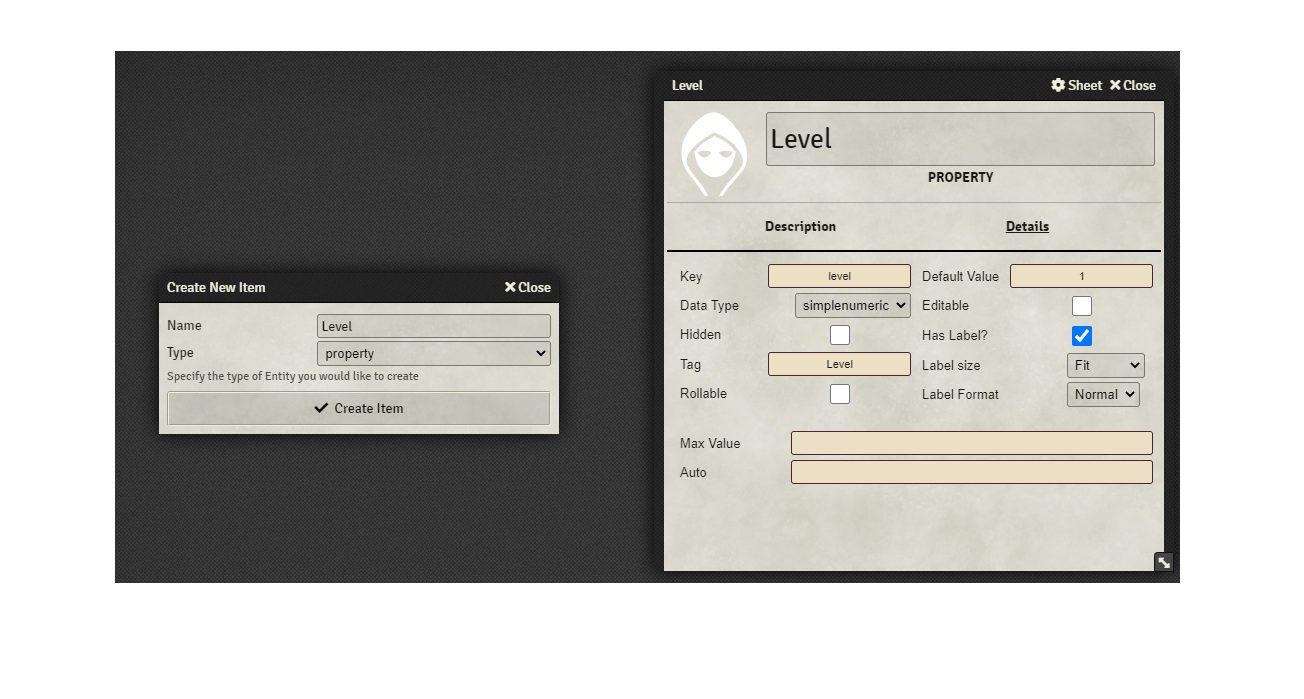 Create New Item
Close
Name
Level
Type
property
Specify the type of Entity you would like to create
Create Item
Level
Sheet
Close
Level
PROPERTY
Description
Details
Key
level
Default Value
1
Data Type
simplenumeric
Editable
Hidden
Has Label?
Tag
Level
Label size
Fit
Rollable
Label Format
Normal
Max Value
Auto